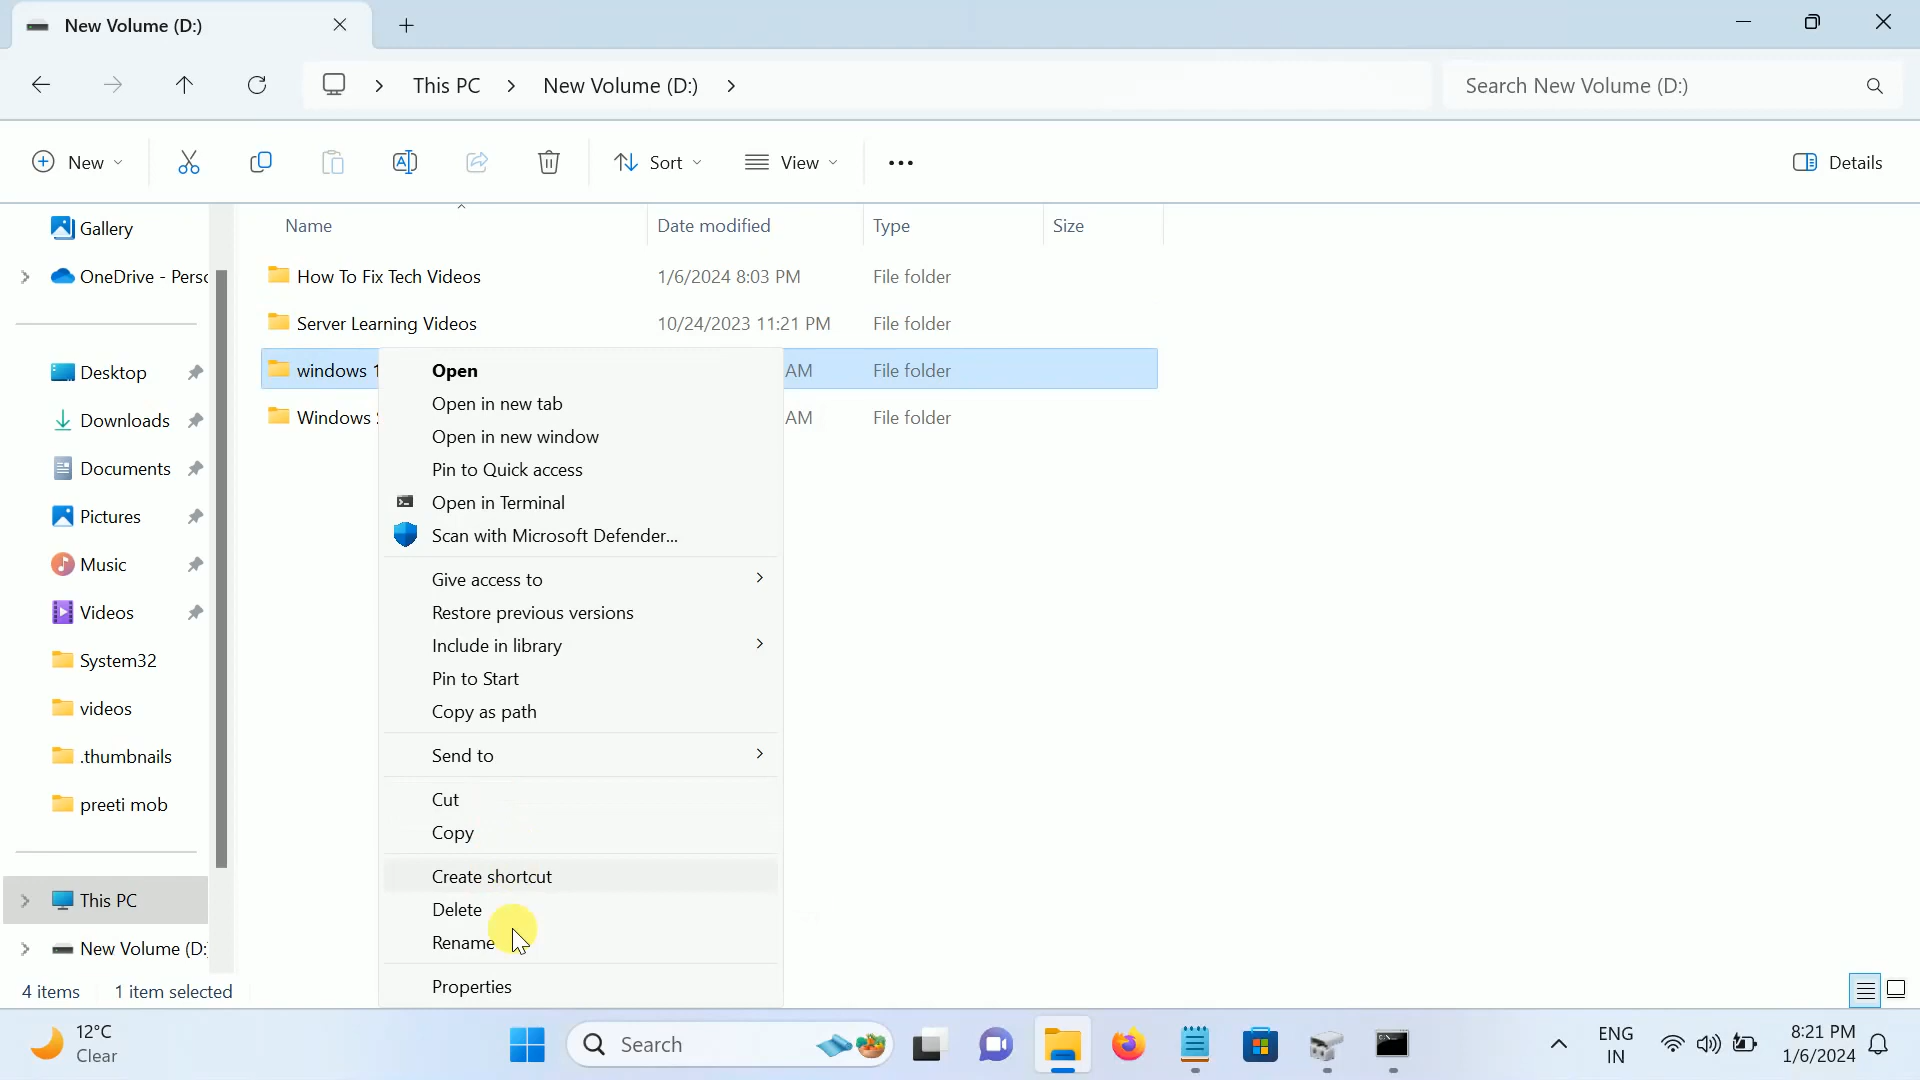 New Volume (D:)
This PC > New Volume (D:) >
Search New Volume (D:)
New
Sort
View
Details
Gallery
OneDrive - Pers
Desktop
Downloads
Documents
Pictures
Music
Videos
System32
videos
.thumbnails
preeti mob
This PC
New Volume (D:
Name Date modified Type Size
How To Fix Tech Videos 1/6/2024 8:03 PM File folder
Server Learning Videos 10/24/2023 11:21 PM File folder
windows 1 AM File folder
Windows AM File folder
Open
Open in new tab
Open in new window
Pin to Quick access
Open in Terminal
Scan with Microsoft Defender...
Give access to
Restore previous versions
Include in library
Pin to Start
Copy as path
Send to
Cut
Copy
Create shortcut
Delete
Rename
Properties
4 items 1 item selected
12°C
Clear
Search
ENG
IN
8:21 PM
1/6/2024